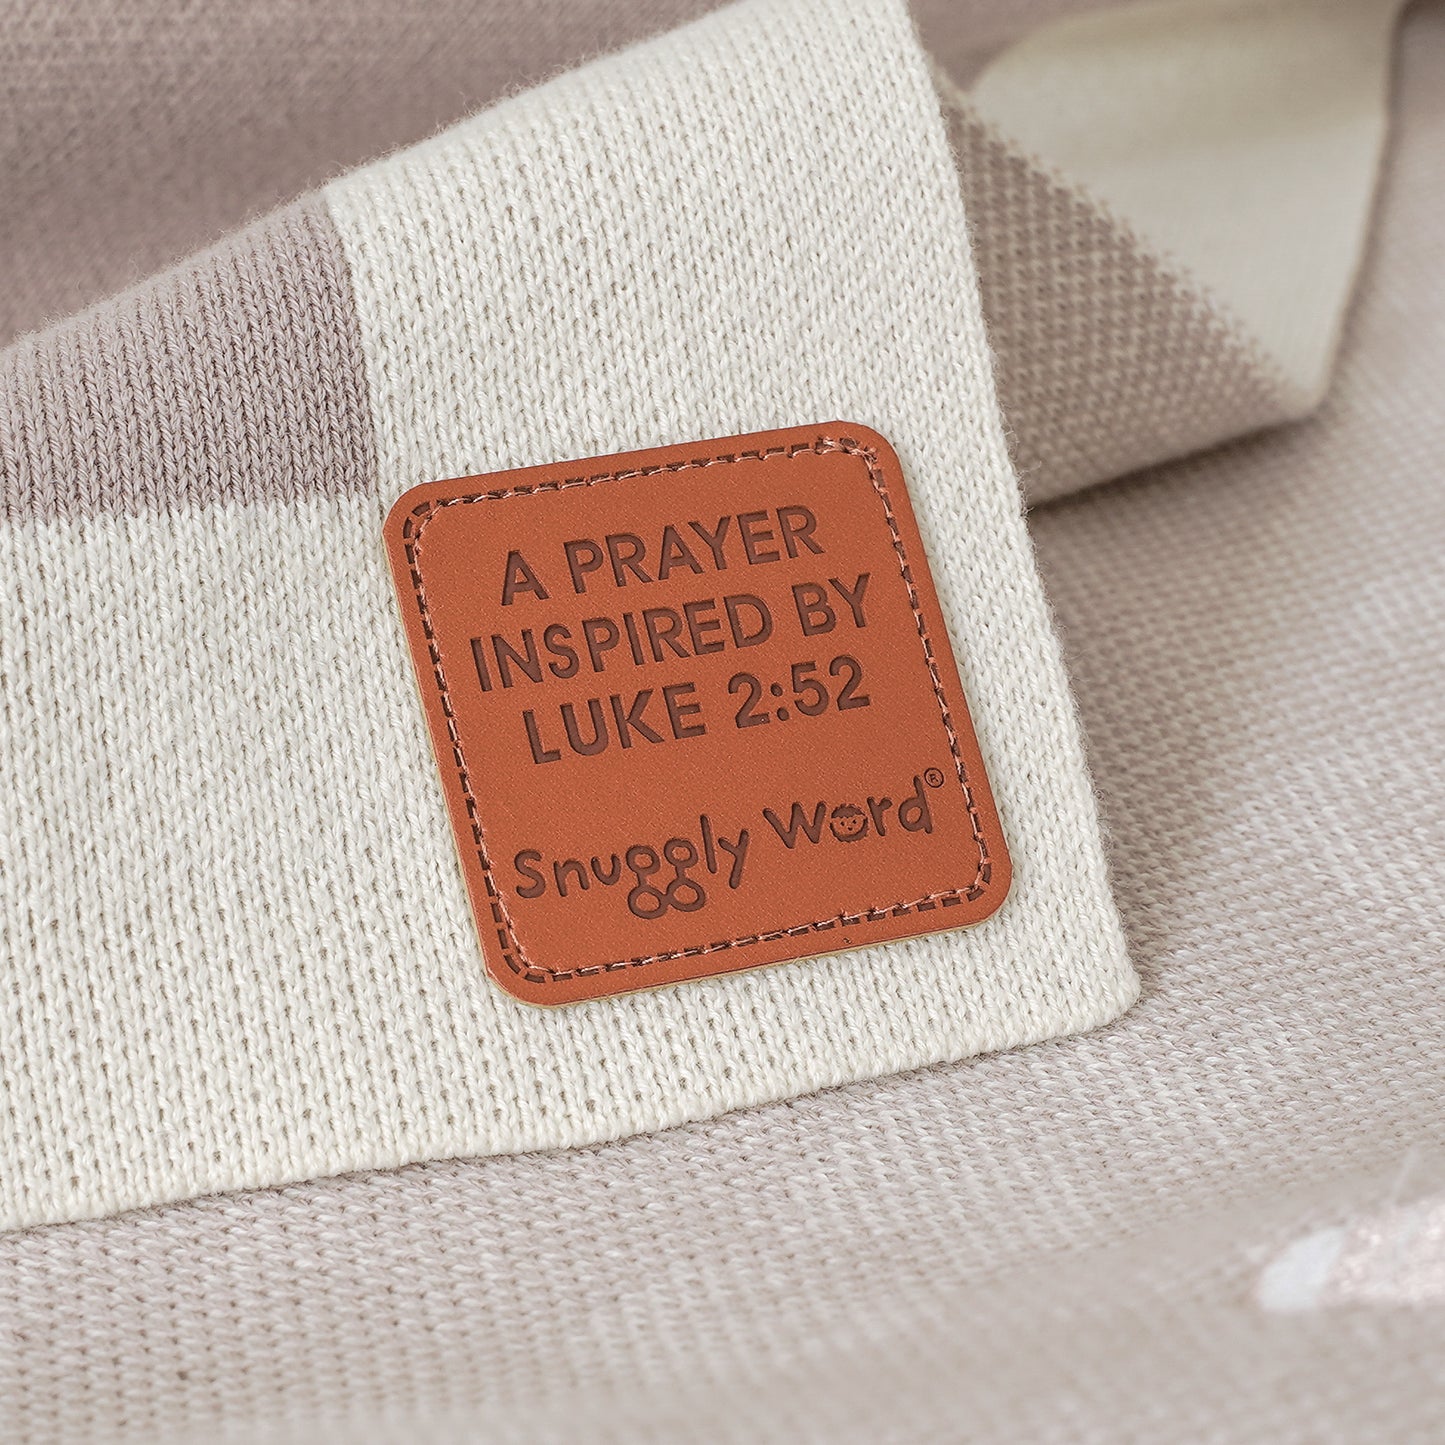 A PRAYER
INSPIRED BY
LUKE 2:52
Snuggly Word®